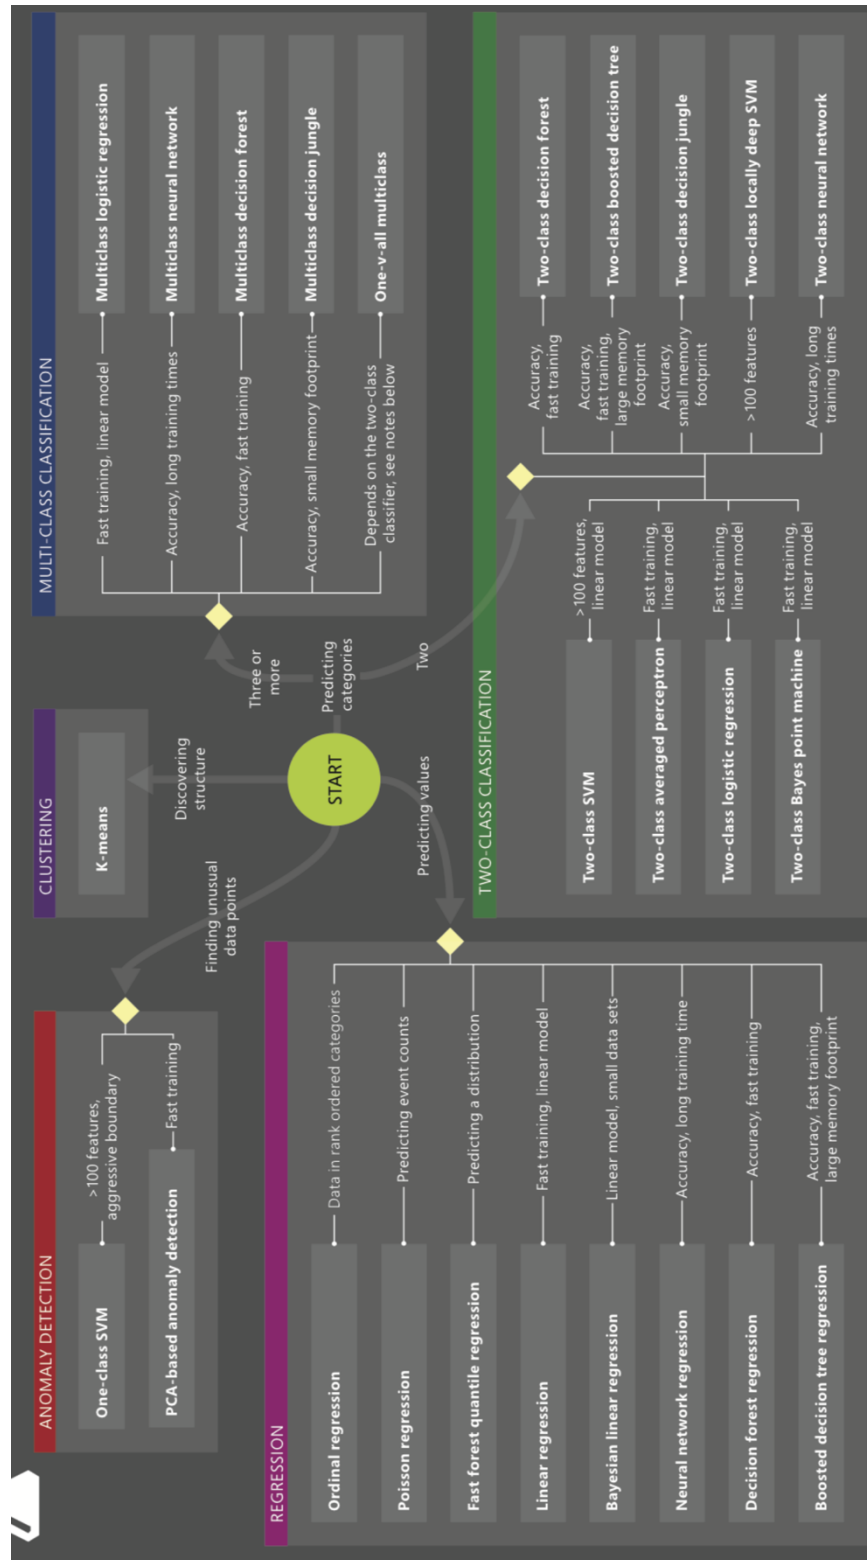 ANOMALY DETECTION
One-class SVM
>100 features,
aggressive boundary
PCA-based anomaly detection
Fast training
CLUSTERING
K-means
MULTI-CLASS CLASSIFICATION
Fast training, linear model
Multiclass logistic regression
Accuracy, long training times
Multiclass neural network
Accuracy, fast training
Multiclass decision forest
Accuracy, small memory footprint
Multiclass decision jungle
Depends on the two-class
classifier, see notes below
One-v-all multiclass
Finding unusual
data points
Discovering
structure
START
Three or
more
Predicting
categories
Two
Predicting values
REGRESSION
Ordinal regression
Data in rank ordered categories
Poisson regression
Predicting event counts
Fast forest quantile regression
Predicting a distribution
Linear regression
Fast training, linear model
Bayesian linear regression
Linear model, small data sets
Neural network regression
Accuracy, long training time
Decision forest regression
Accuracy, fast training
Boosted decision tree regression
Accuracy, fast training,
large memory footprint
TWO-CLASS CLASSIFICATION
Two-class SVM
>100 features,
linear model
Two-class averaged perceptron
Fast training,
linear model
Two-class logistic regression
Fast training,
linear model
Two-class Bayes point machine
Fast training,
linear model
Accuracy,
fast training
Two-class decision forest
Accuracy,
fast training,
large memory
footprint
Two-class boosted decision tree
Accuracy,
small memory
footprint
Two-class decision jungle
>100 features
Two-class locally deep SVM
Accuracy, long
training times
Two-class neural network